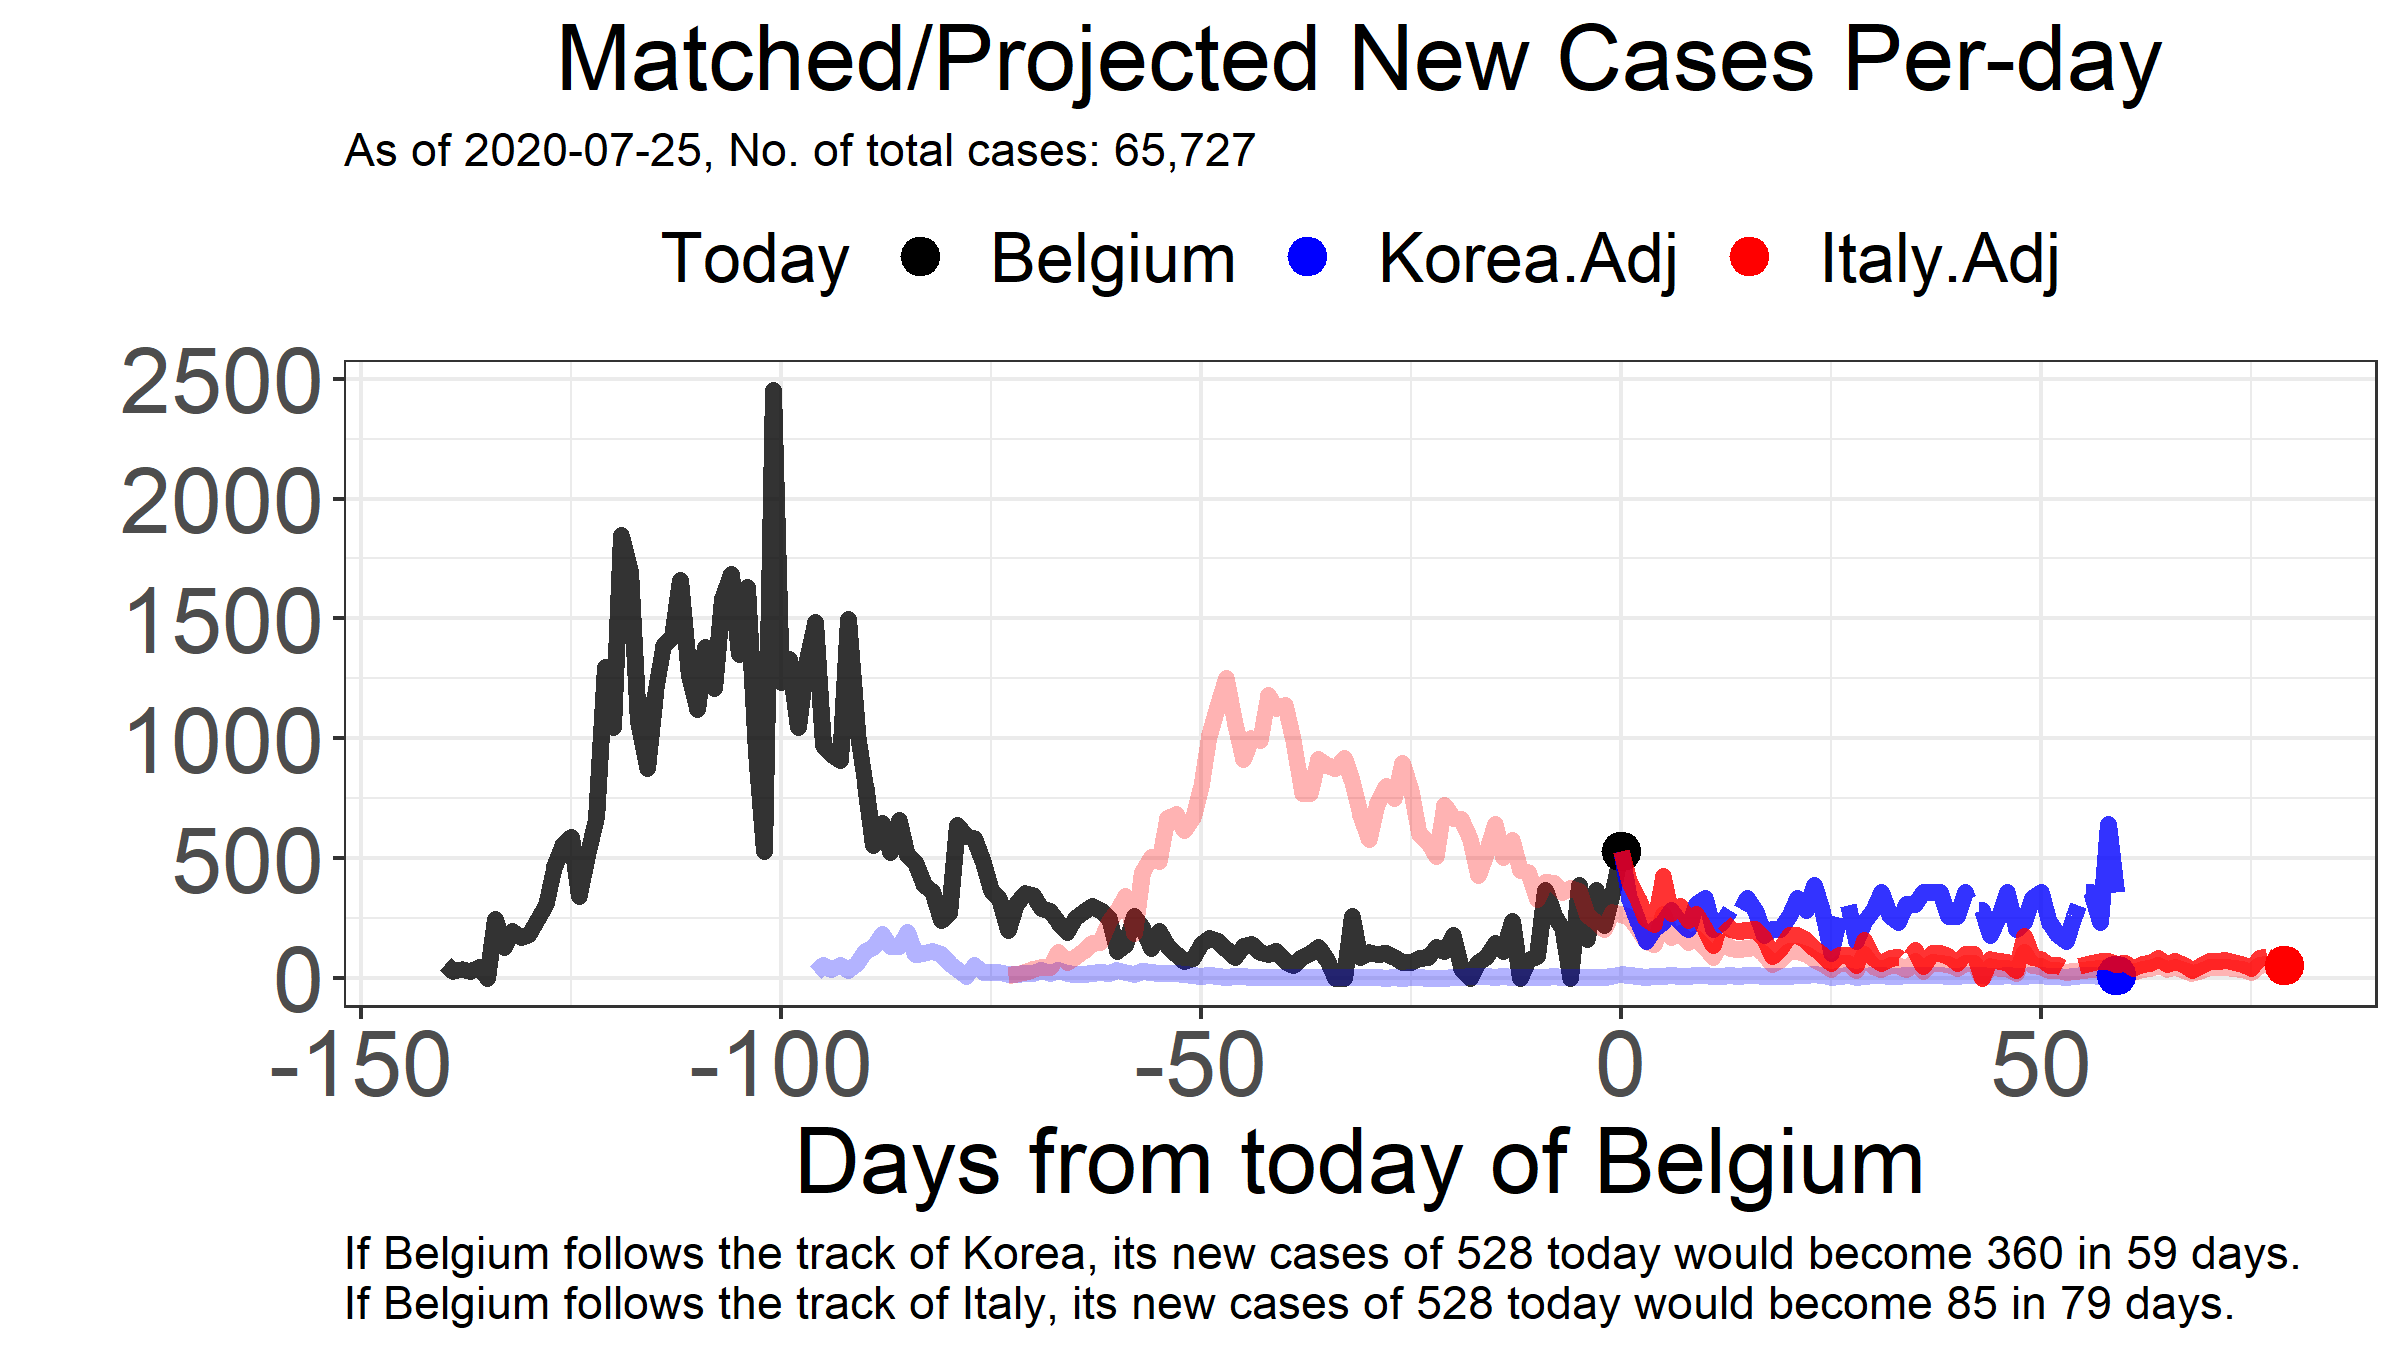 Matched/Projected New Cases Per-day
As of 2020-07-25, No. of total cases: 65,727
Today Belgium Korea.Adj Italy.Adj
2500
2000
1500
1000
500
0
-150 -100 -50 0 50
Days from today of Belgium
If Belgium follows the track of Korea, its new cases of 528 today would become 360 in 59 days.
If Belgium follows the track of Italy, its new cases of 528 today would become 85 in 79 days.